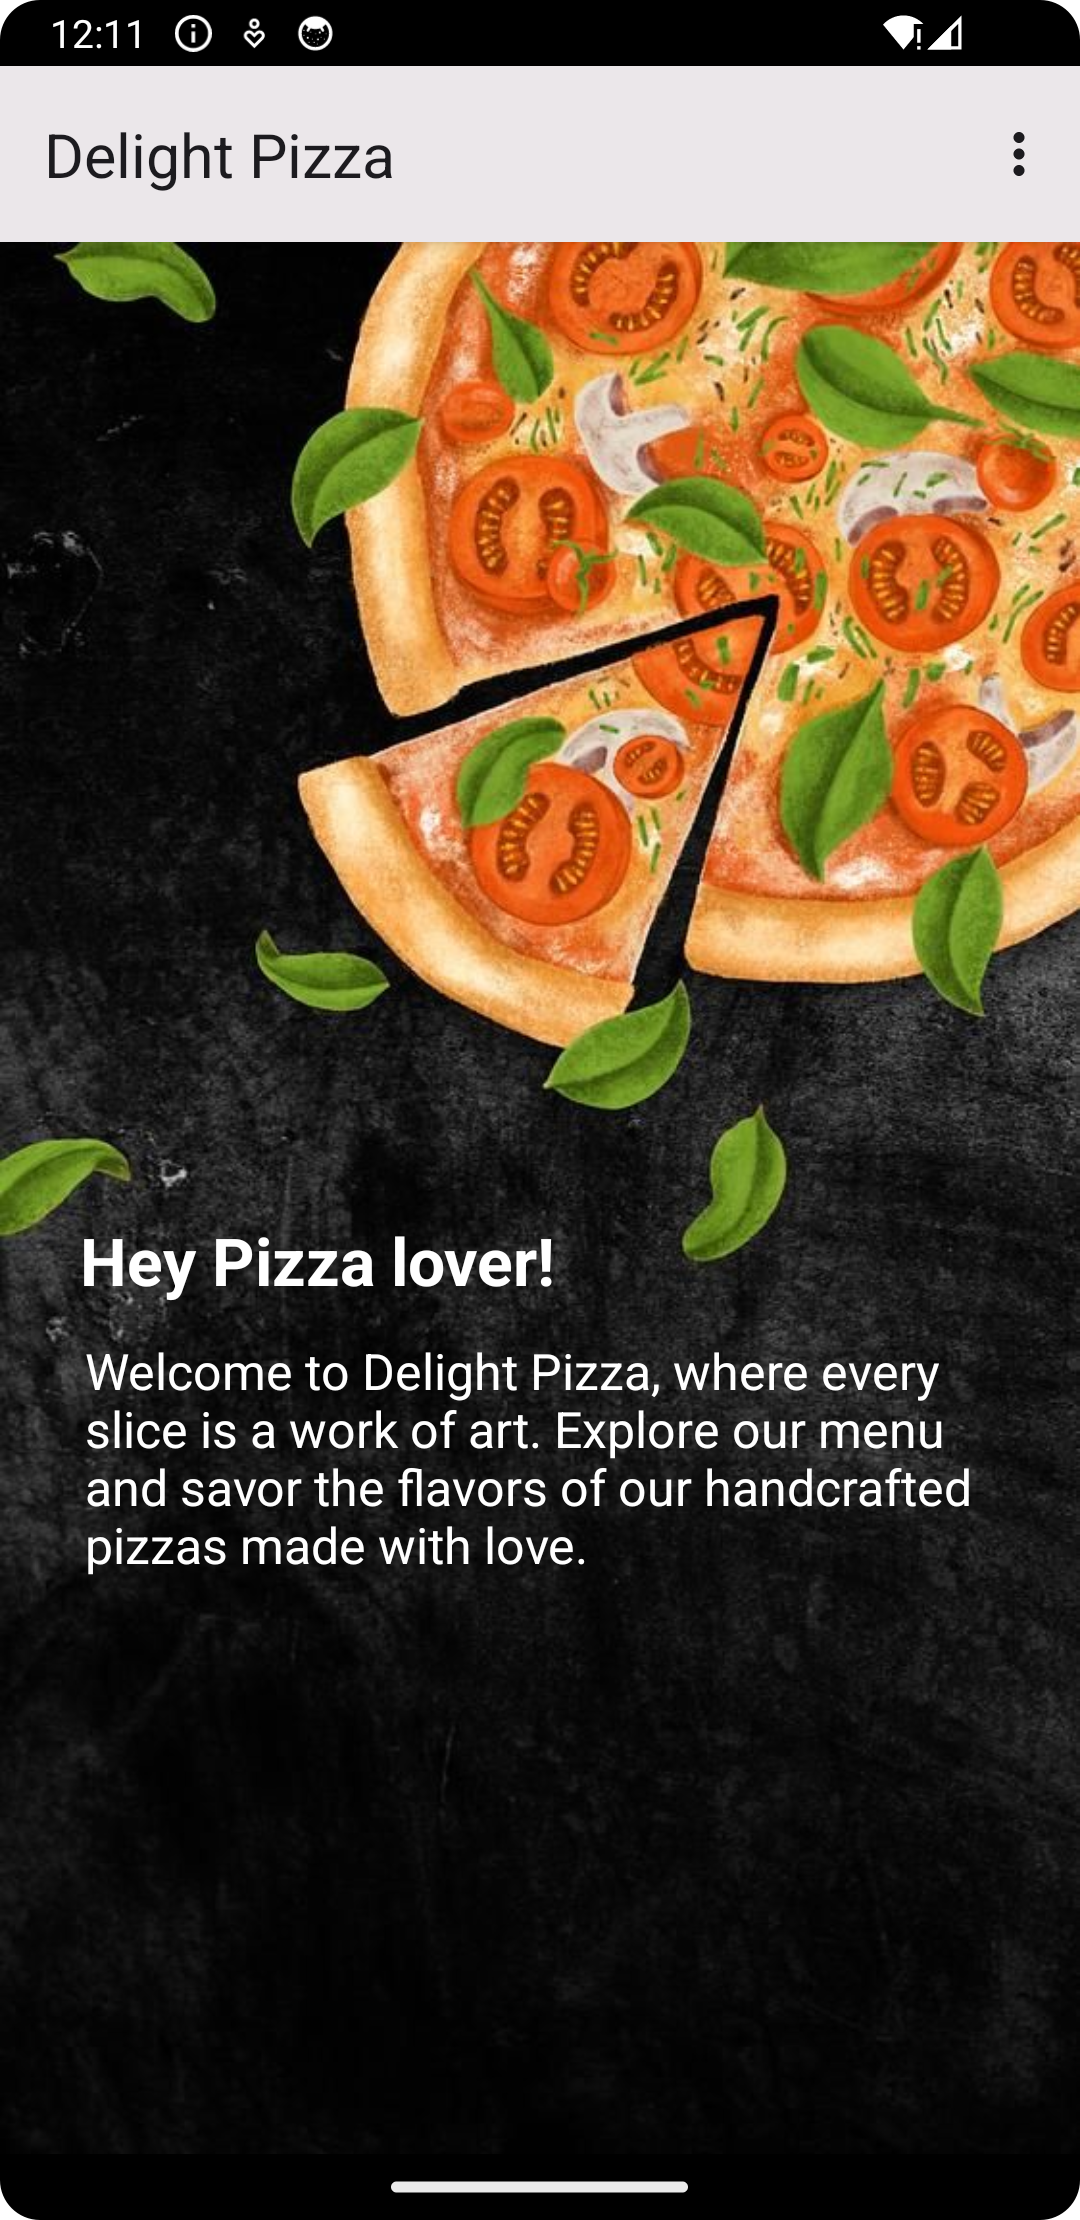 12:11
Delight Pizza
Hey Pizza lover!
Welcome to Delight Pizza, where every
slice is a work of art. Explore our menu
and savor the flavors of our handcrafted
pizzas made with love.